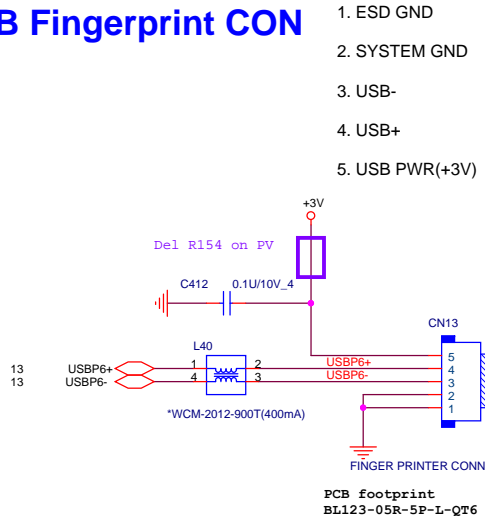 B Fingerprint CON
1. ESD GND
2. SYSTEM GND
3. USB-
4. USB+
5. USB PWR(+3V)
+3V
Del R154 on PV
C412
0.1U/10V_4
CN13
L40
13
USBP6+
1
2
USBP6+
5
4
13
USBP6-
4
3
USBP6-
3
2
1
*WCM-2012-900T(400mA)
FINGER PRINTER CONN
PCB footprint
BL123-05R-5P-L-QT6